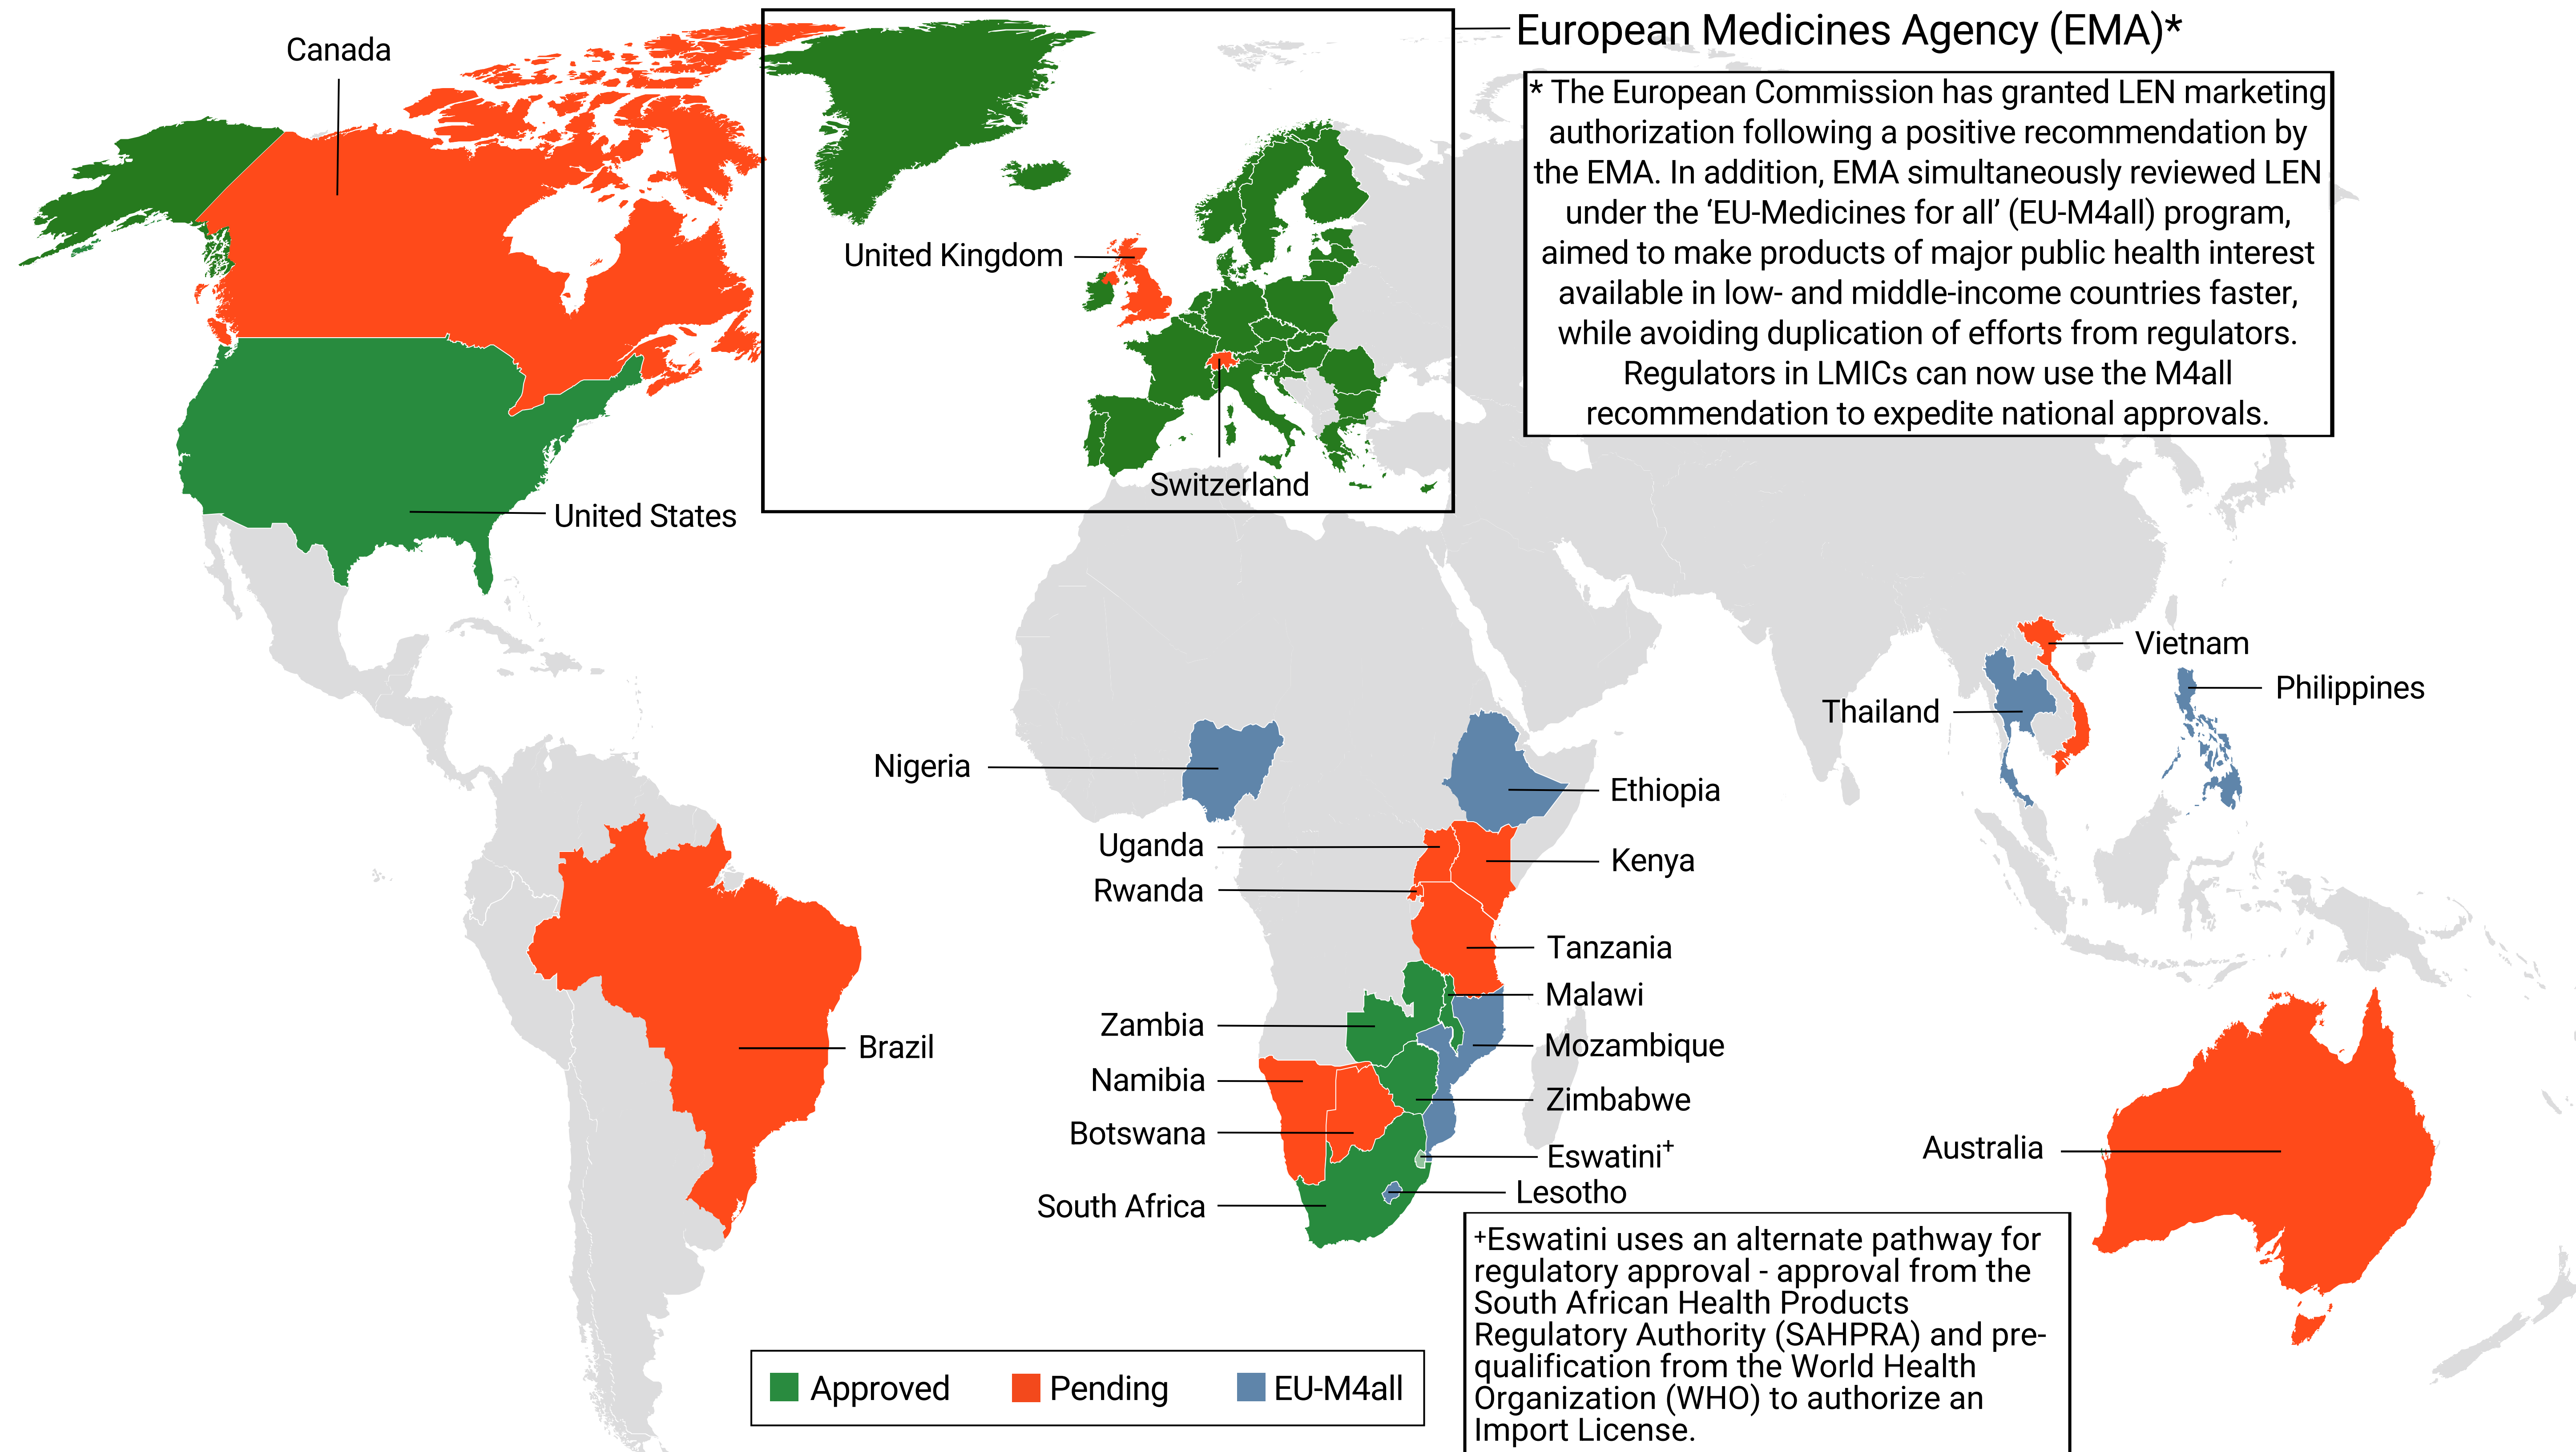 Canada
European Medicines Agency (EMA)*
* The European Commission has granted LEN marketing
authorization following a positive recommendation by
the EMA. In addition, EMA simultaneously reviewed LEN
under the ‘EU-Medicines for all’ (EU-M4all) program,
aimed to make products of major public health interest
available in low- and middle-income countries faster,
while avoiding duplication of efforts from regulators.
Regulators in LMICs can now use the M4all
recommendation to expedite national approvals.
United Kingdom
Switzerland
United States
Vietnam
Philippines
Thailand
Nigeria
Ethiopia
Uganda
Kenya
Rwanda
Tanzania
Malawi
Zambia
Mozambique
Brazil
Namibia
Zimbabwe
Botswana
Eswatini+
Australia
Lesotho
South Africa
+Eswatini uses an alternate pathway for
regulatory approval - approval from the
South African Health Products
Regulatory Authority (SAHPRA) and pre-
qualification from the World Health
Organization (WHO) to authorize an
Import License.
Approved
Pending
EU-M4all